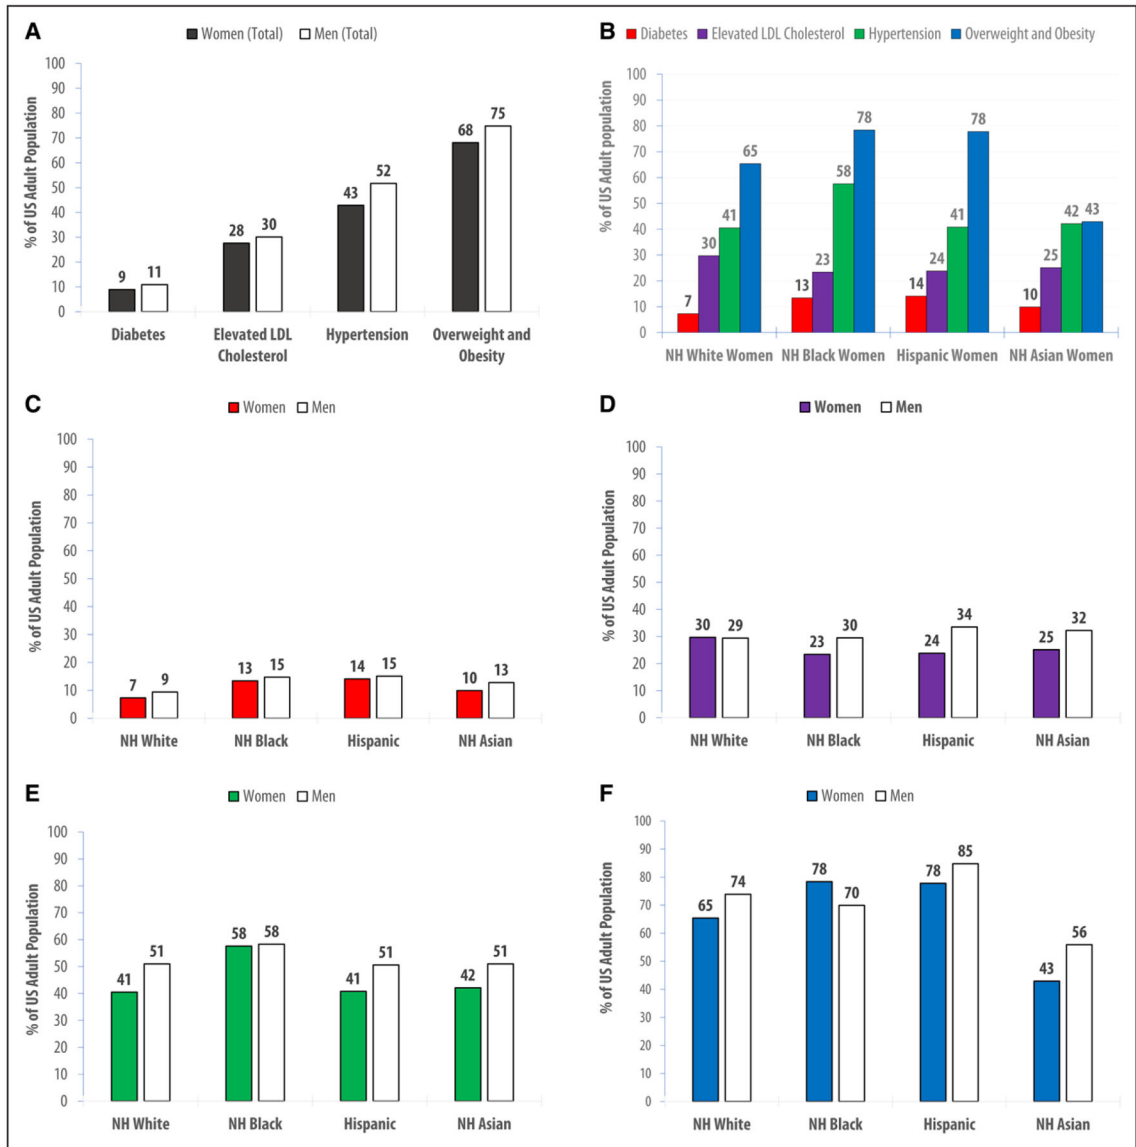 A
Women (Total) Men (Total)
% of US Adult Population
100
90
80
70
60
50
40
30
20
10
0
9 11
28 30
43 52
68 75
Diabetes Elevated LDL Hypertension Overweight and
Cholesterol Obesity
B
Diabetes Elevated LDL Cholesterol Hypertension Overweight and Obesity
% of US Adult population
100
90
80
70
60
50
40
30
20
10
0
7 30 41 65
13 23 58 78
14 24 41 78
10 25 42 43
NH White Women NH Black Women Hispanic Women NH Asian Women
C
Women Men
% of US Adult Population
100
90
80
70
60
50
40
30
20
10
0
7 9
13 15
14 15
10 13
NH White NH Black Hispanic NH Asian
D
Women Men
% of US Adult Population
100
90
80
70
60
50
40
30
20
10
0
30 29
23 30
24 34
25 32
NH White NH Black Hispanic NH Asian
E
Women Men
% of US Adult Population
100
90
80
70
60
50
40
30
20
10
0
41 51
58 58
41 51
42 51
NH White NH Black Hispanic NH Asian
F
Women Men
% of US Adult Population
100
90
80
70
60
50
40
30
20
10
0
65 74
78 70
78 85
43 56
NH White NH Black Hispanic NH Asian